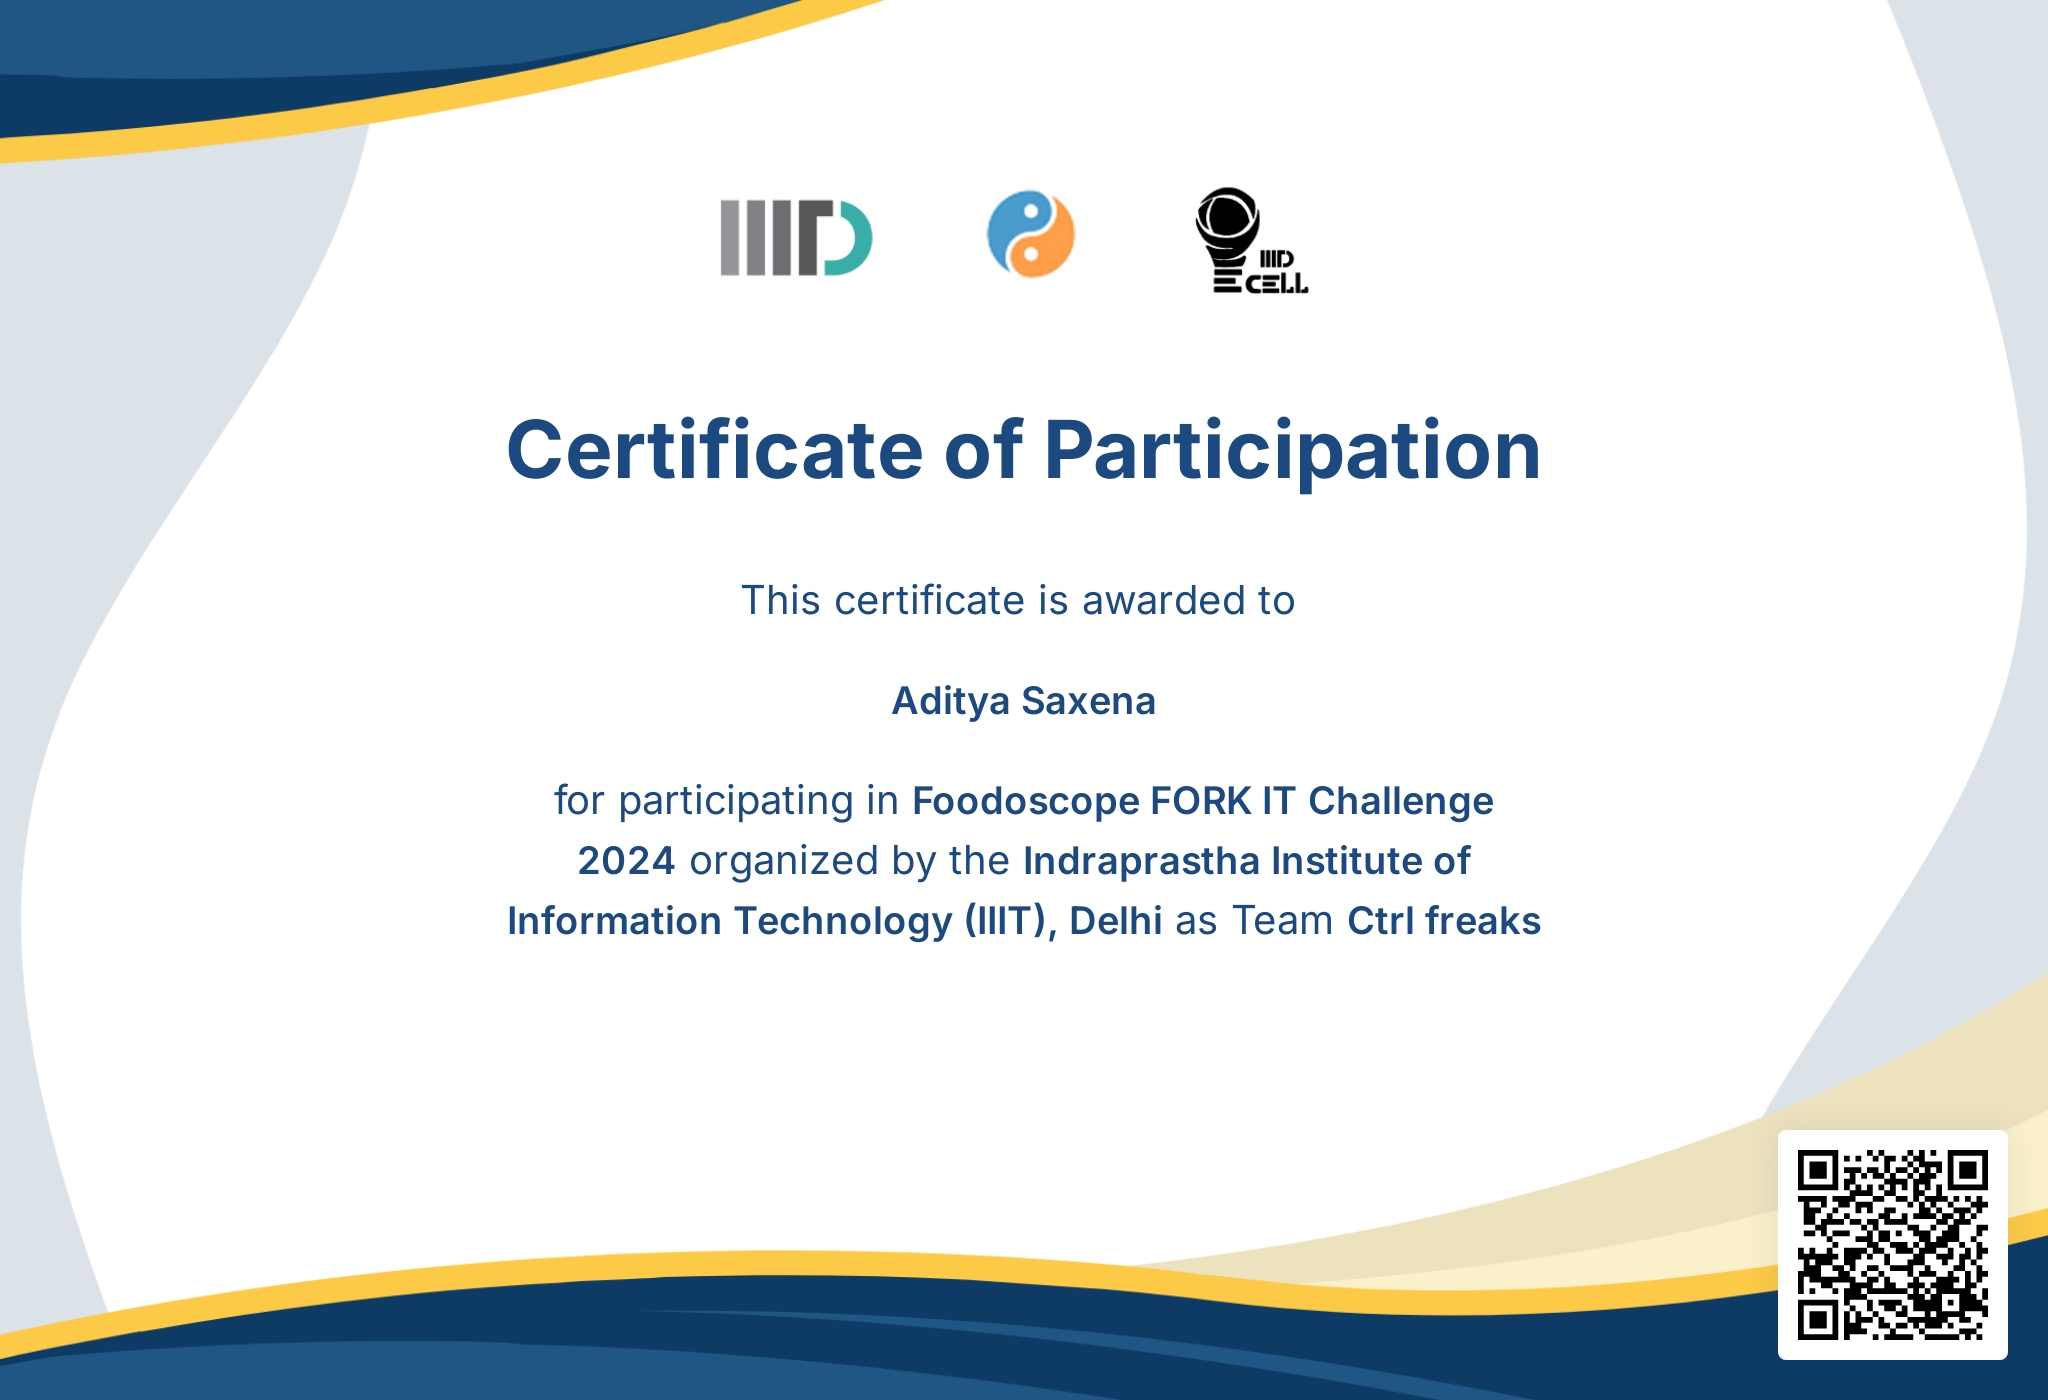 IIITD
IIITD
E CELL
Certificate of Participation
This certificate is awarded to
Aditya Saxena
for participating in Foodoscope FORK IT Challenge
2024 organized by the Indraprastha Institute of
Information Technology (IIIT), Delhi as Team Ctrl freaks